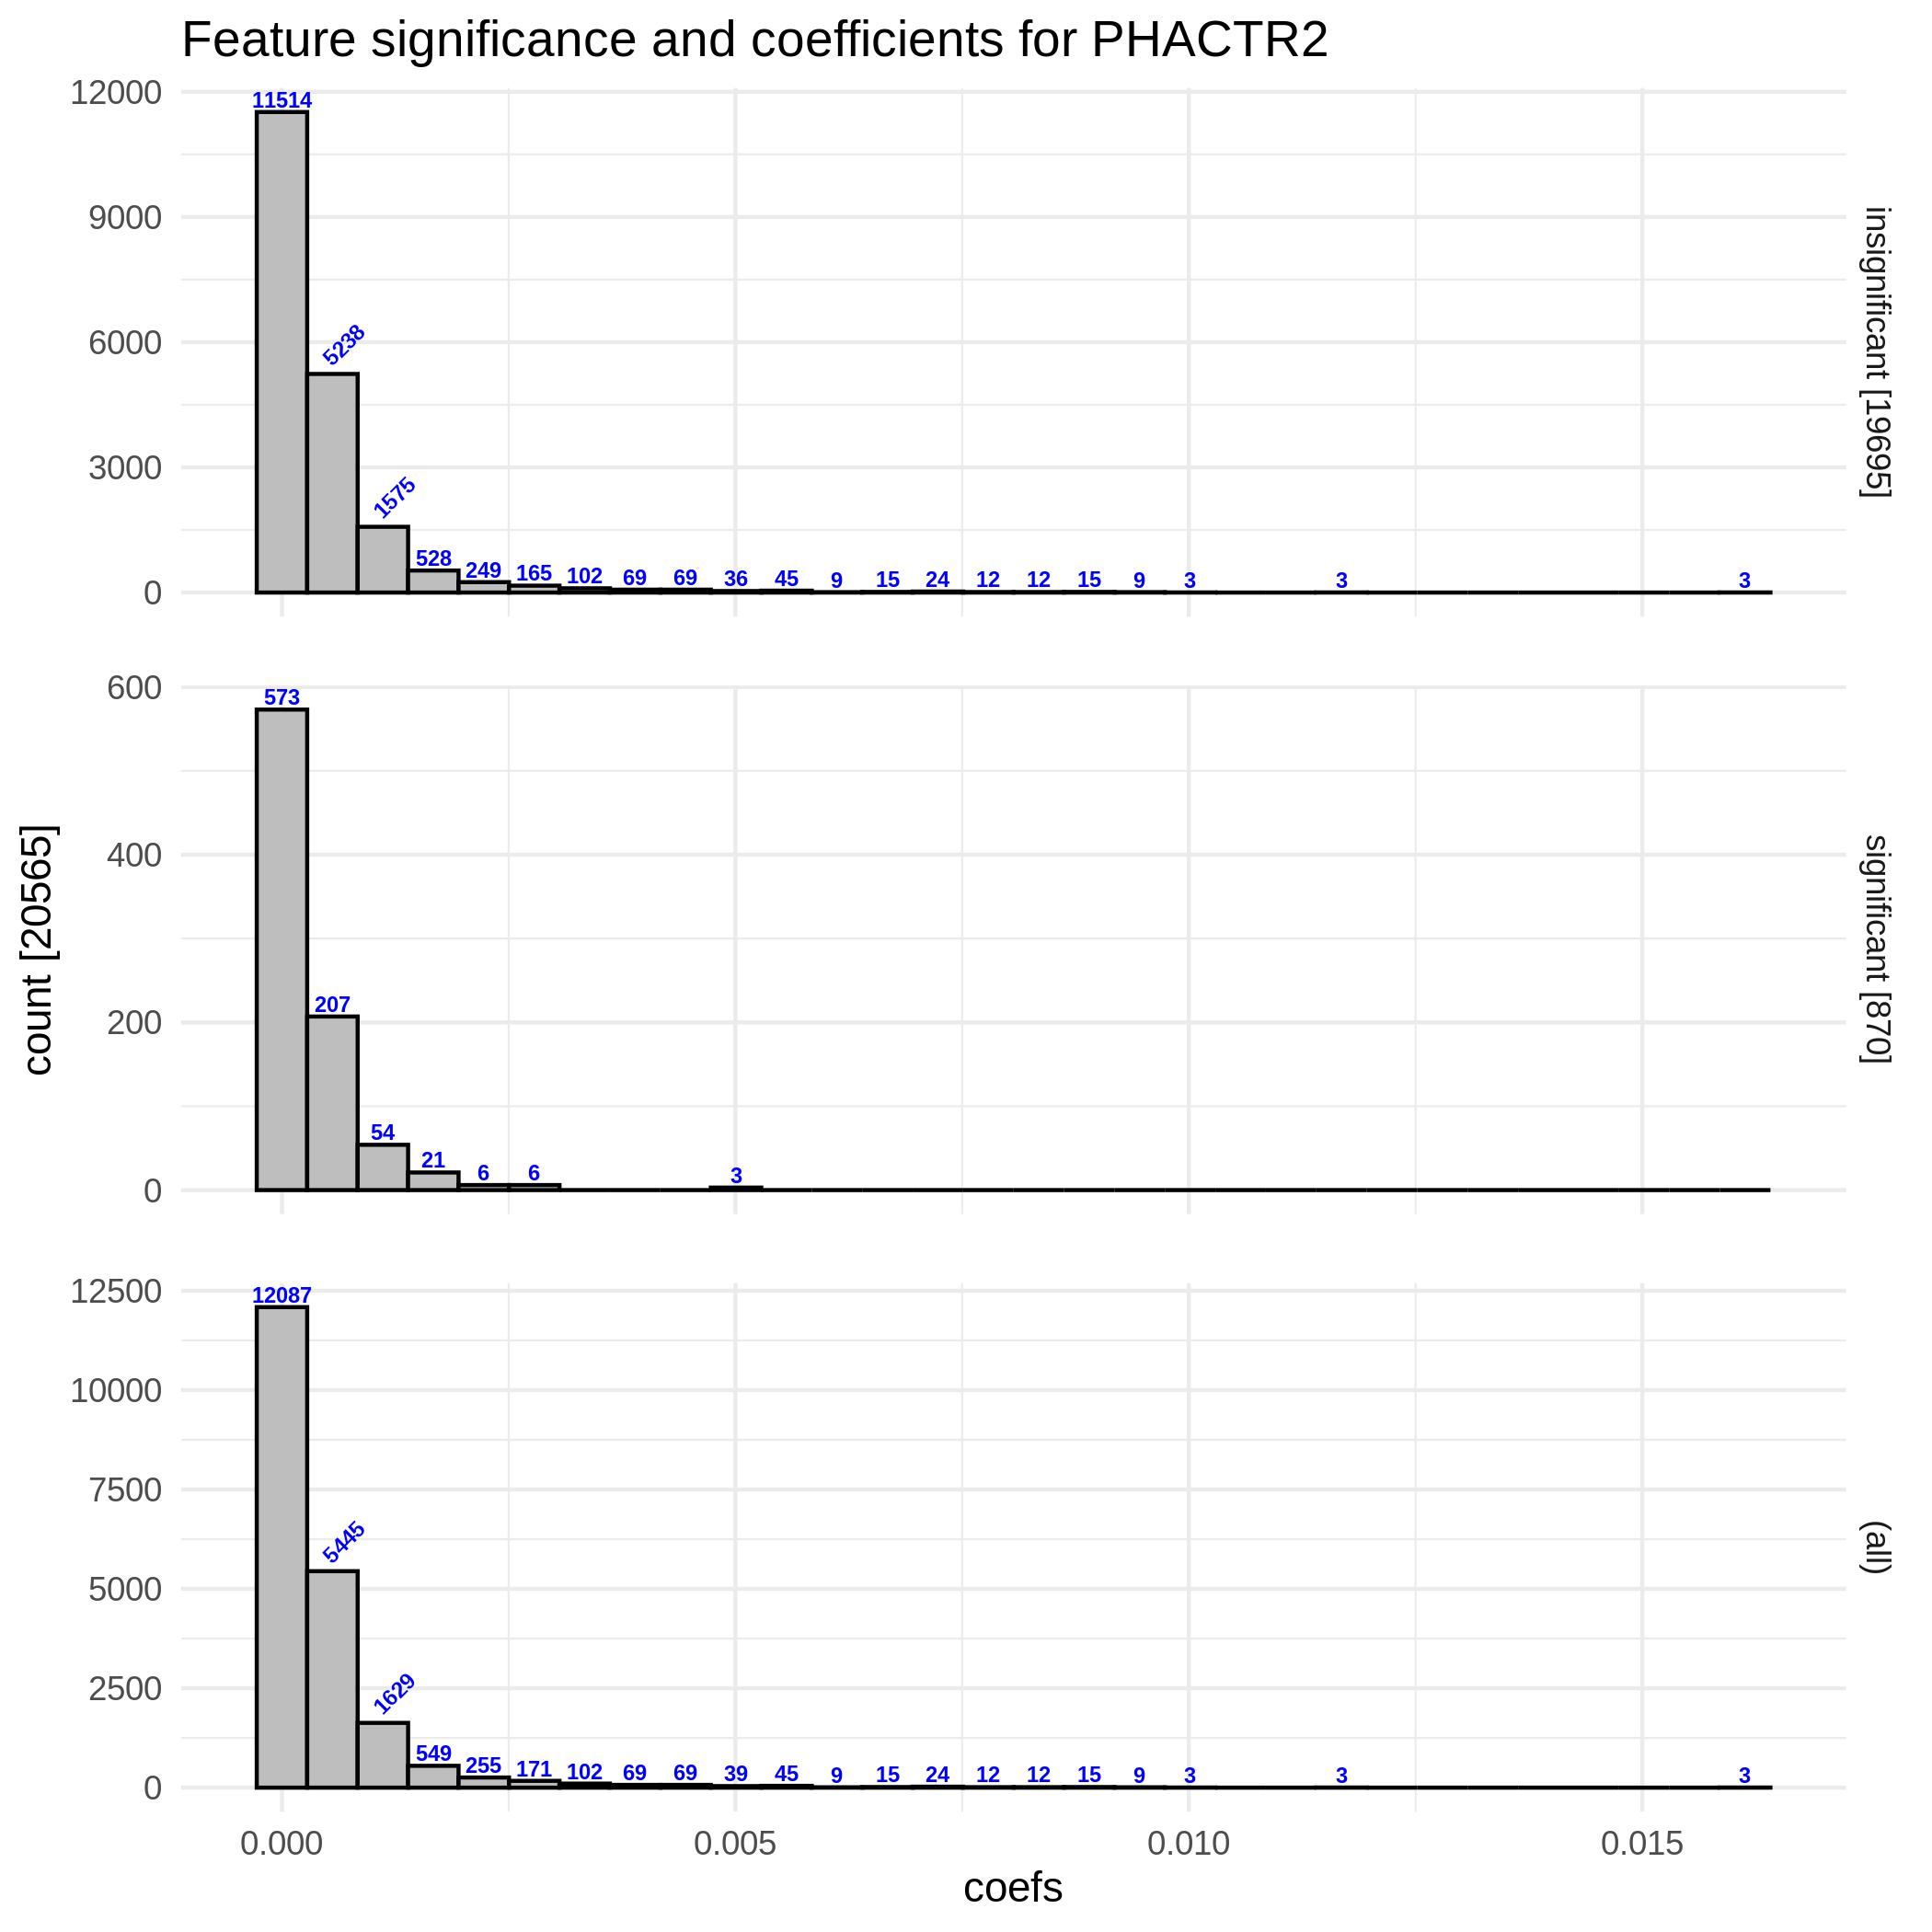 Feature significance and coefficients for PHACTR2
12000
9000
6000
3000
0
11514
5238
1575
528 249 165 102 69 69 36 45 9 15 24 12 12 15 9 3 3 3
insignificant [19695]
count [20565]
600
400
200
0
573
207
54
21 6 6 3
significant [870]
12500
10000
7500
5000
2500
0
12087
5445
1629
549 255 171 102 69 69 39 45 9 15 24 12 12 15 9 3 3 3
(all)
0.000 0.005 0.010 0.015
coefs